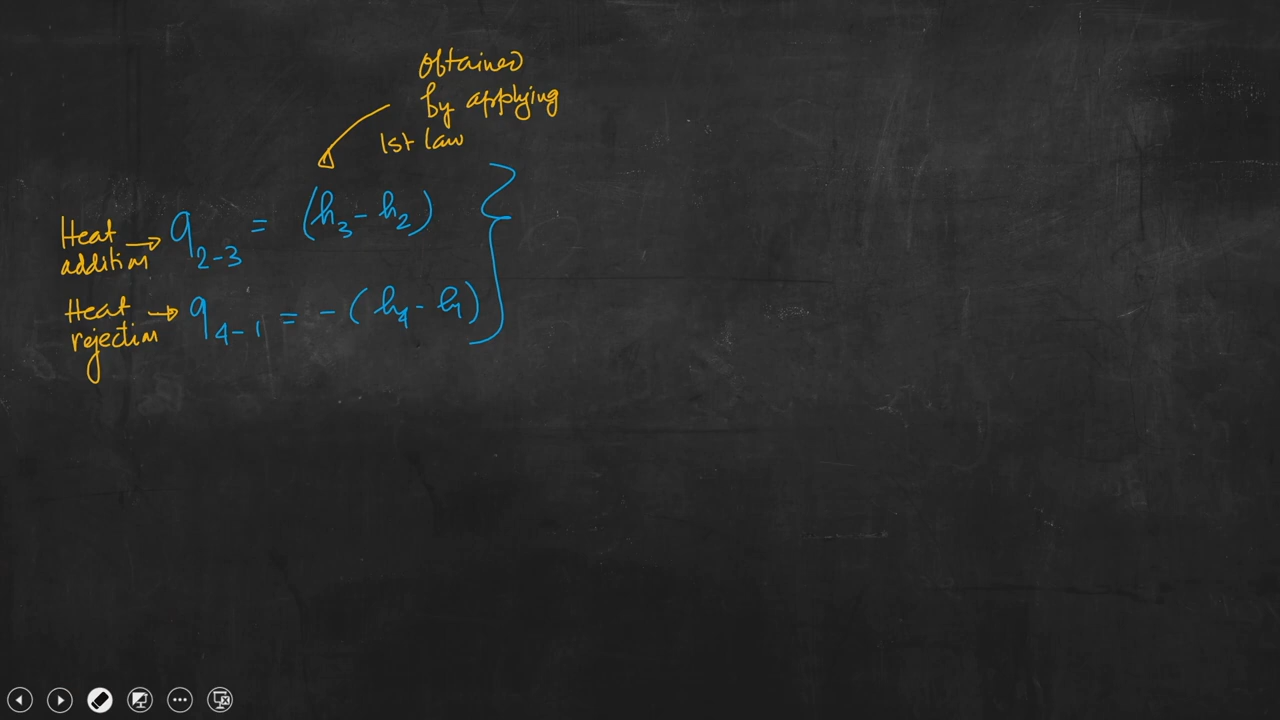 Obtained
by applying
1st law
Heat addition → q₂₋₃ = (h₃ - h₂)
Heat rejection → q₄₋₁ = - (h₄ - h₁)